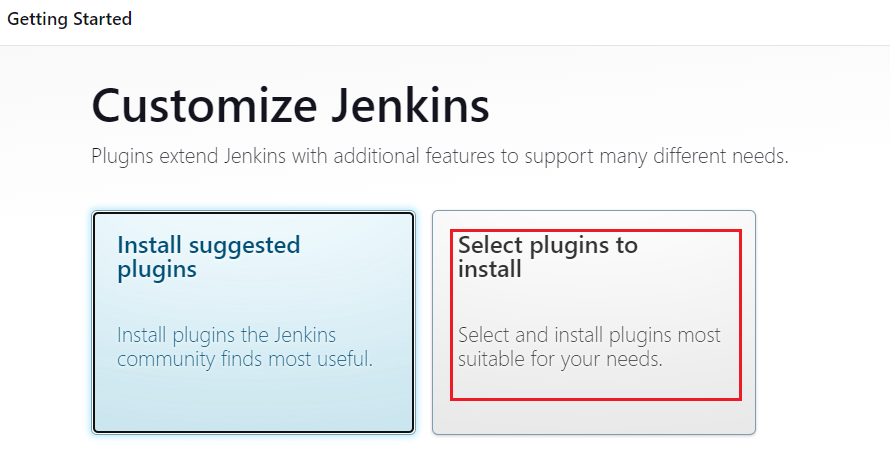 Getting Started
Customize Jenkins
Plugins extend Jenkins with additional features to support many different needs.
Install suggested
plugins
Install plugins the Jenkins
community finds most useful.
Select plugins to
install
Select and install plugins most
suitable for your needs.